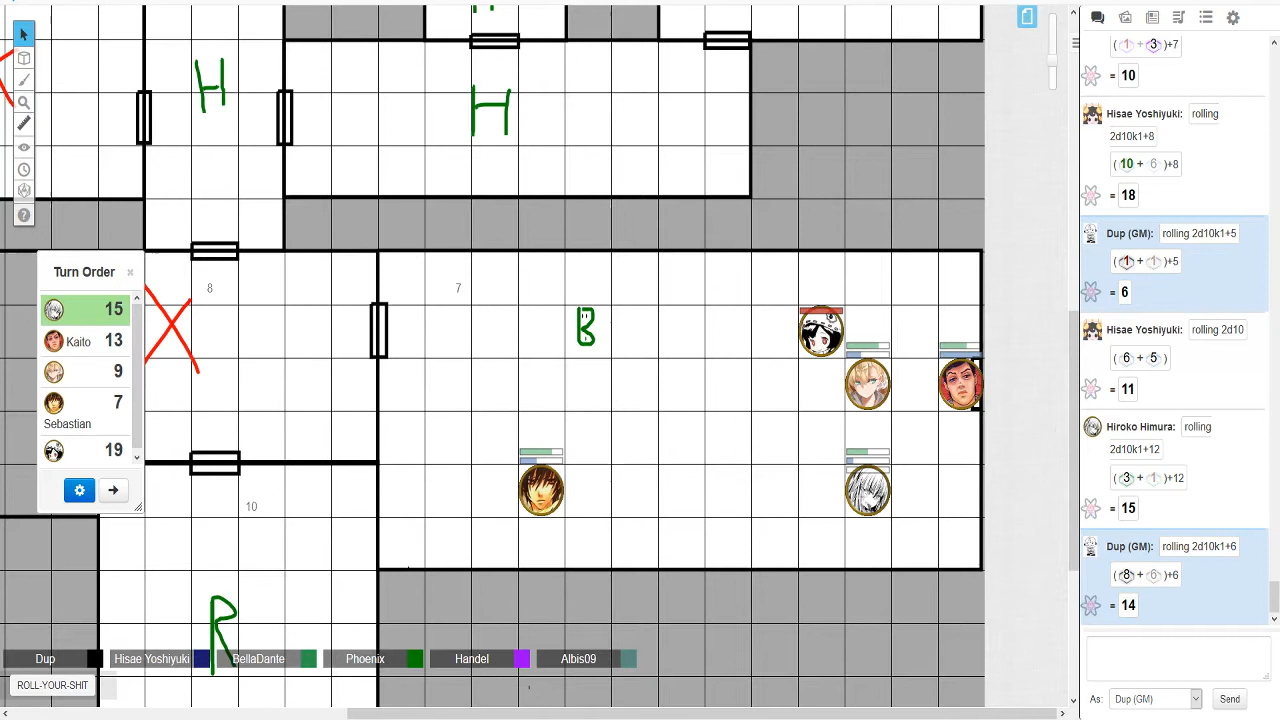 H
H
8
7
B
10
R
Turn Order ×
15
Kaito 13
9
7
Sebastian
19
Dup
Hisae Yoshiyuki
BellaDante
Phoenix
Handel
Albis09
ROLL-YOUR-SHIT
(1 + 3)+7
= 10
Hisae Yoshiyuki: rolling
2d10k1+8
(10 + 6)+8
= 18
Dup (GM): rolling 2d10k1+5
(1 + 1)+5
= 6
Hisae Yoshiyuki: rolling 2d10
(6 + 5)
= 11
Hiroko Himura: rolling
2d10k1+12
(3 + 1)+12
= 15
Dup (GM): rolling 2d10k1+6
(8 + 6)+6
= 14
As: Dup (GM) Send